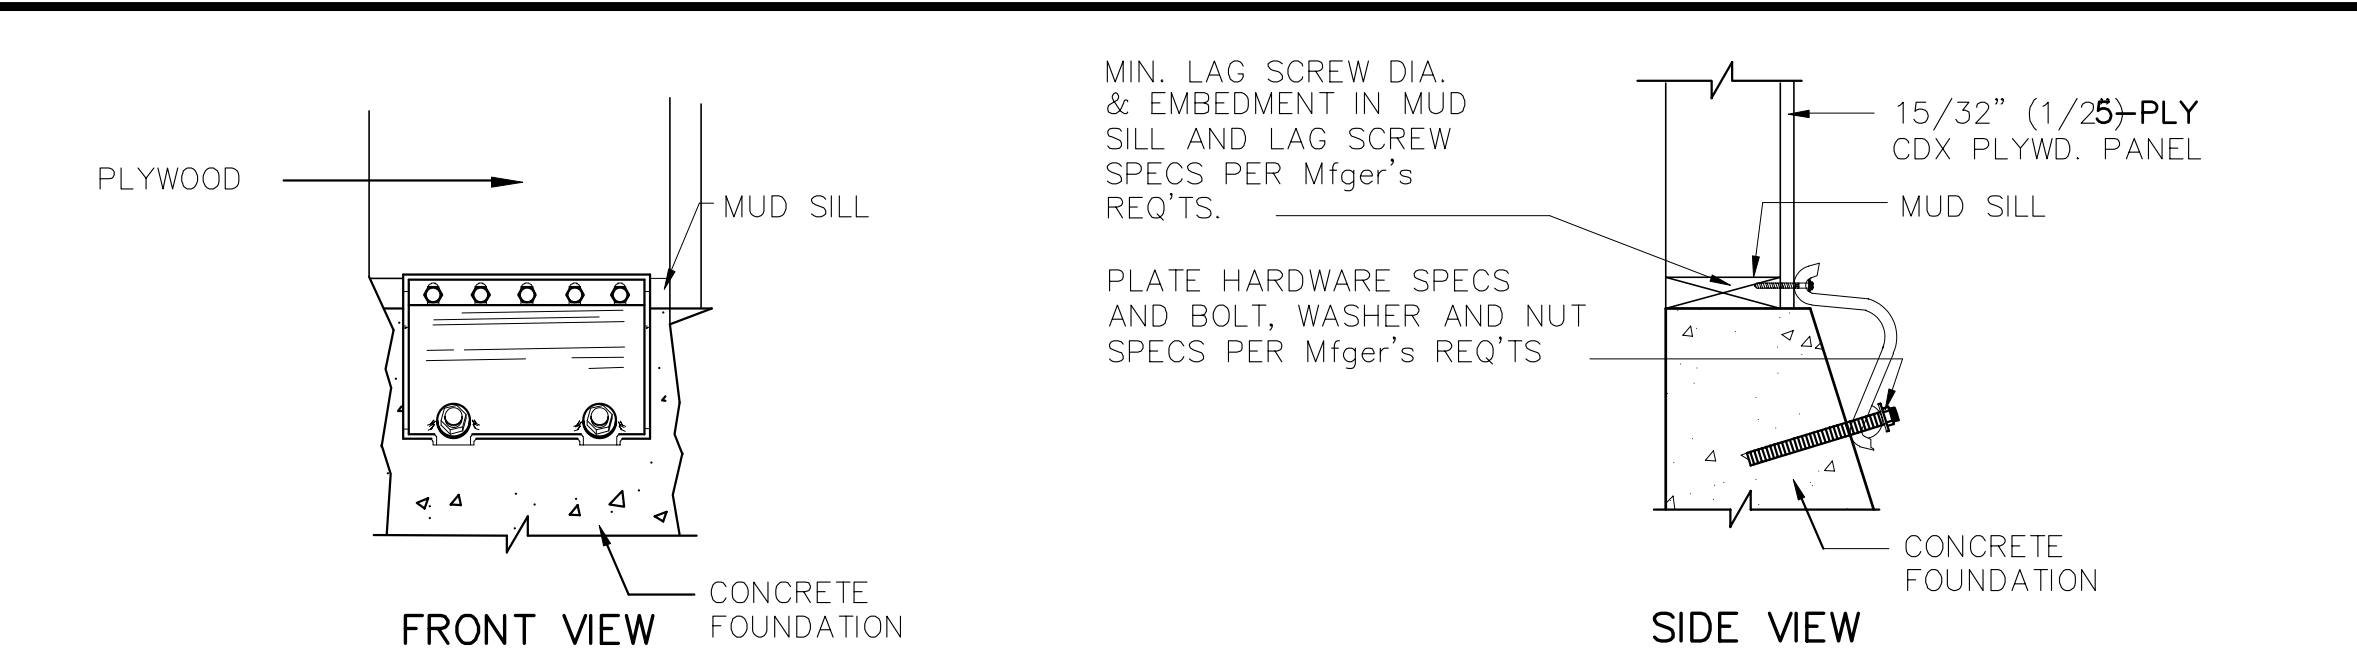 PLYWOOD
MUD SILL
CONCRETE
FOUNDATION
FRONT VIEW
MIN. LAG SCREW DIA.
& EMBEDMENT IN MUD
SILL AND LAG SCREW
SPECS PER Mfger's
REQ'TS.
PLATE HARDWARE SPECS
AND BOLT, WASHER AND NUT
SPECS PER Mfger's REQ'TS
15/32” (1/2”) 5-PLY
CDX PLYWD. PANEL
MUD SILL
CONCRETE
FOUNDATION
SIDE VIEW